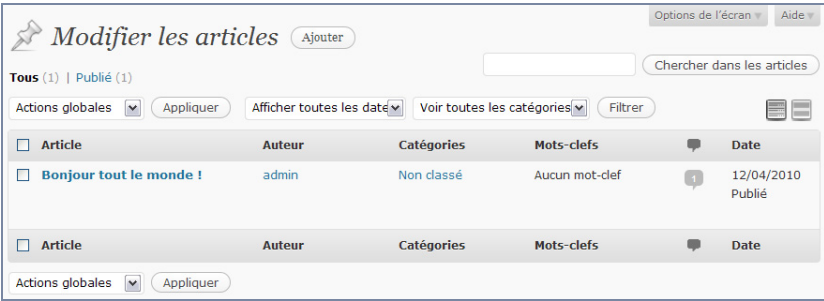 Options de l'écran Aide
Modifier les articles Ajouter
Chercher dans les articles
Tous (1) | Publié (1)
Actions globales Appliquer Afficher toutes les date Voir toutes les catégories Filtrer
Article Auteur Catégories Mots-clefs Date
Bonjour tout le monde ! admin Non classé Aucun mot-clef 1 12/04/2010
Publié
Article Auteur Catégories Mots-clefs Date
Actions globales Appliquer